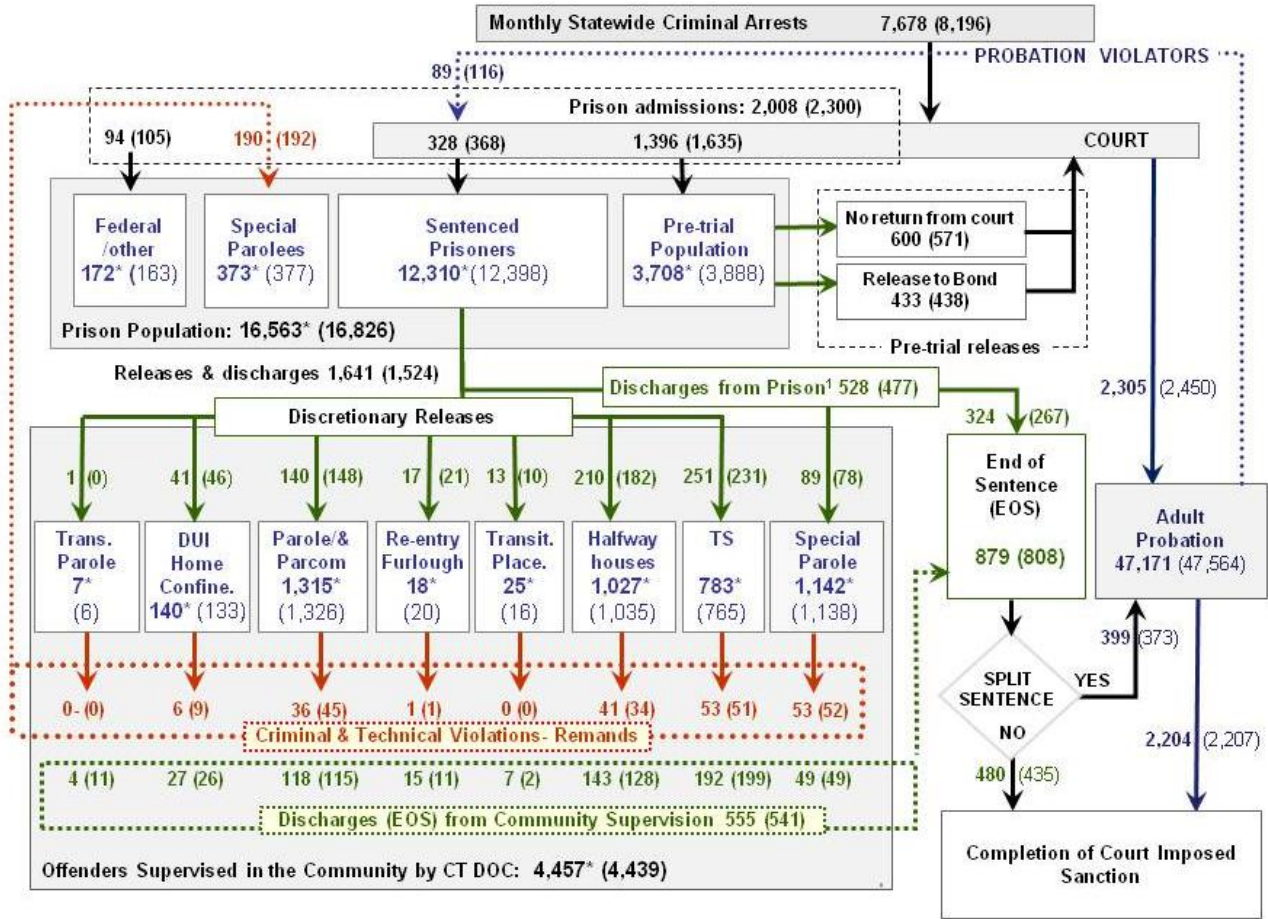 Monthly Statewide Criminal Arrests 7,678 (8,196)
PROBATION VIOLATORS
89 (116)
Prison admissions: 2,008 (2,300)
94 (105) 190 (192) 328 (368) 1,396 (1,635) COURT
Federal
/other
172* (163)
Special
Parolees
373* (377)
Sentenced
Prisoners
12,310* (12,398)
Pre-trial
Population
3,708* (3,888)
No return from court
600 (571)
Release to Bond
433 (438)
Pre-trial releases
Prison Population: 16,563* (16,826)
Releases & discharges 1,641 (1,524)
Discharges from Prison¹ 528 (477)
2,305 (2,450)
Discretionary Releases
324 (267)
1 (0) 41 (46) 140 (148) 17 (21) 13 (10) 210 (182) 251 (231) 89 (78)
End of
Sentence
(EOS)
879 (808)
Adult
Probation
47,171 (47,564)
Trans.
Parole
7*
(6)
DUI
Home
Confine.
140* (133)
Parole/&
Parcom
1,315*
(1,326)
Re-entry
Furlough
18*
(20)
Transit.
Place.
25*
(16)
Halfway
houses
1,027*
(1,035)
TS
783*
(765)
Special
Parole
1,142*
(1,138)
399 (373)
SPLIT
SENTENCE
YES
NO
0- (0) 6 (9) 36 (45) 1 (1) 0 (0) 41 (34) 53 (51) 53 (52)
Criminal & Technical Violations- Remands
2,204 (2,207)
480 (435)
4 (11) 27 (26) 118 (115) 15 (11) 7 (2) 143 (128) 192 (199) 49 (49)
Discharges (EOS) from Community Supervision 555 (541)
Offenders Supervised in the Community by CT DOC: 4,457* (4,439)
Completion of Court Imposed
Sanction